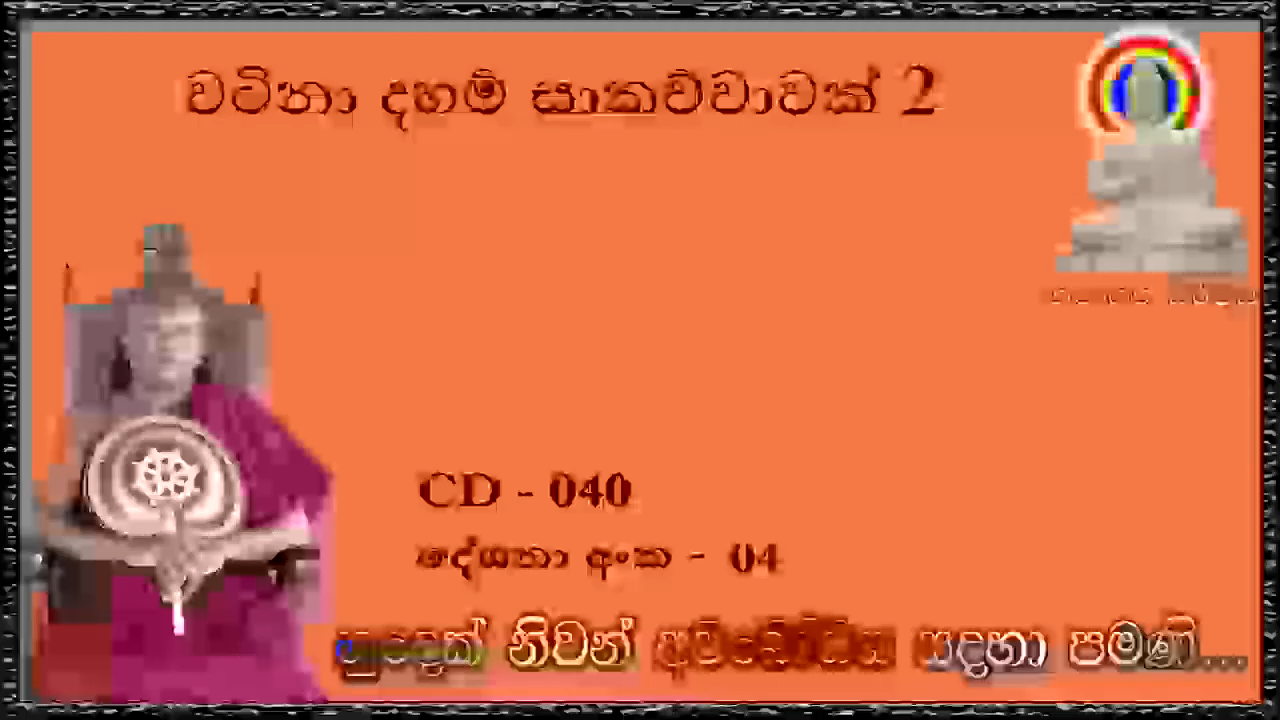 වටිනා දහම් සාකච්චාවක් 2
CD - 040
දේශනා අංක - 04
හුදෙක් නිවන් අවබෝධය සඳහා පමණි...